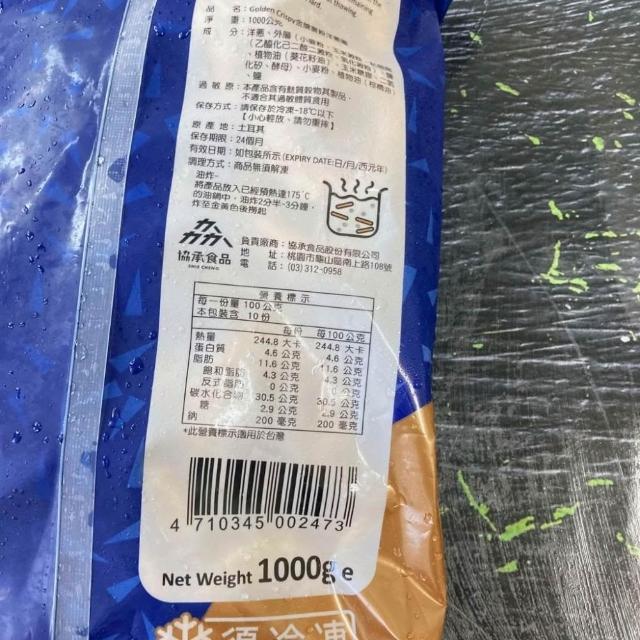 thawing
品名：Golden Crispy
淨重：1000公克
成分：洋蔥、外層
（乙醯化己二酸二
、植物油（葵花籽油）
化矽、酵母）、小麥粉、植物油（棕櫚油）
、鹽
過敏原：本產品含有麩質穀物其製品，
不適合其過敏體質食用
保存方式：請保存於冷凍-18℃以下
【小心輕放、請勿重摔】
原產地：土耳其
保存期限：24個月
有效日期：如包裝所示(EXPIRY DATE:日/月/西元年)
調理方式：商品無須解凍
油炸-
將產品放入已經預熱達175℃
的油鍋中，油炸2分半-3分鐘，
炸至金黃色後撈起
協承食品
SHIE CHENG
負責廠商：協承食品股份有限公司
地址：桃園市龜山區南上路108號
電話：(03) 312-0958
營養標示
每一份量 100 公克
本包裝含 10 份
每份 每100公克
熱量 244.8 大卡 244.8 大卡
蛋白質 4.6 公克 4.6 公克
脂肪 11.6 公克 11.6 公克
飽和脂肪 4.3 公克 4.3 公克
反式脂肪 0 公克 0 公克
碳水化合物 30.5 公克 30.5 公克
糖 2.9 公克 2.9 公克
鈉 200 毫克 200 毫克
*此營養標示適用於台灣
4 710345 002473
Net Weight 1000g e
須冷凍